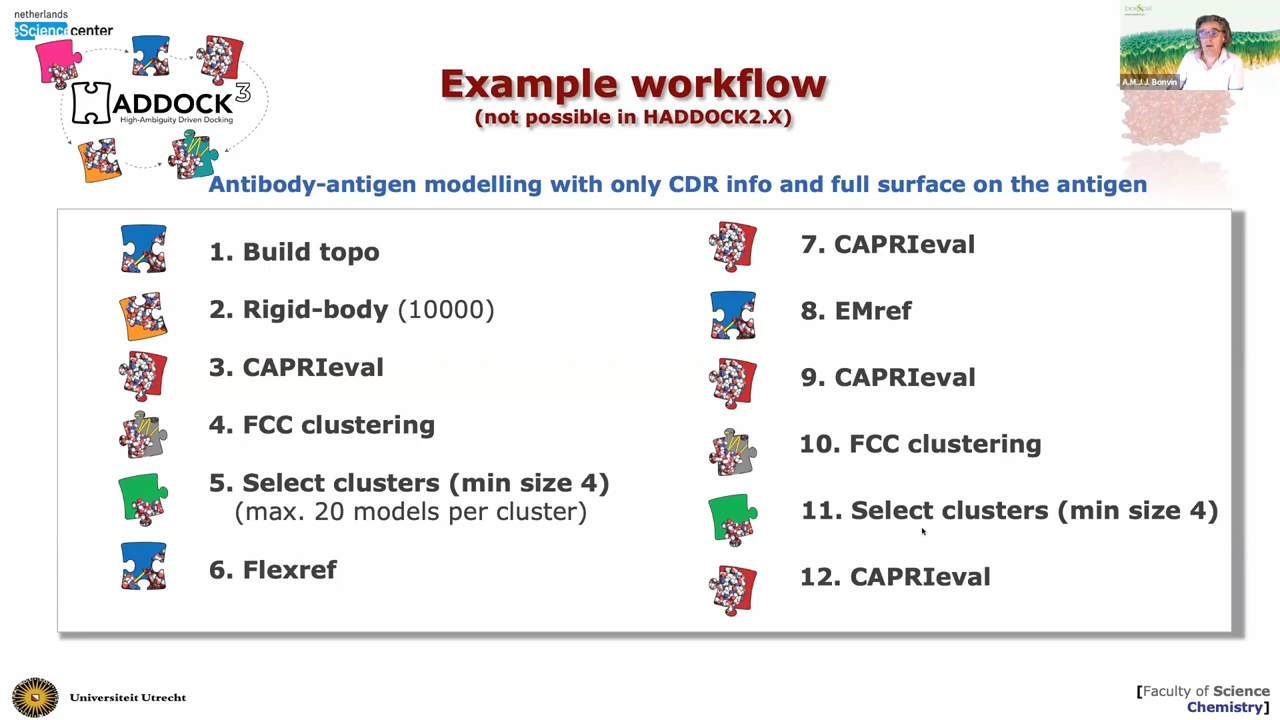 netherlands
eScience center
HADDOCK3
High-Ambiguity Driven Docking
Example workflow
(not possible in HADDOCK2.X)
A.M.J.J. Bonvin
Antibody-antigen modelling with only CDR info and full surface on the antigen
1. Build topo
2. Rigid-body (10000)
3. CAPRIeval
4. FCC clustering
5. Select clusters (min size 4)
(max. 20 models per cluster)
6. Flexref
7. CAPRIeval
8. EMref
9. CAPRIeval
10. FCC clustering
11. Select clusters (min size 4)
12. CAPRIeval
Universiteit Utrecht
[Faculty of Science
Chemistry]